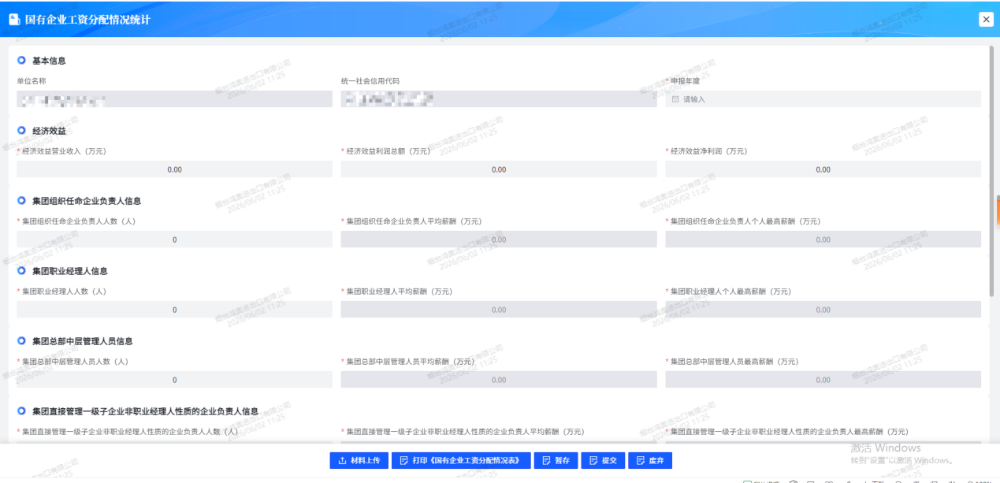 国有企业工资分配情况统计
基本信息
单位名称 统一社会信用代码 * 申报年度
请输入
经济效益
* 经济效益营业收入（万元） * 经济效益利润总额（万元） * 经济效益净利润（万元）
0.00 0.00 0.00
集团组织任命企业负责人信息
* 集团组织任命企业负责人人数（人） * 集团组织任命企业负责人平均薪酬（万元） * 集团组织任命企业负责人个人最高薪酬（万元）
0 0.00 0.00
集团职业经理人信息
* 集团职业经理人人数（人） * 集团职业经理人平均薪酬（万元） * 集团职业经理人个人最高薪酬（万元）
0 0.00 0.00
集团总部中层管理人员信息
* 集团总部中层管理人员人数（人） * 集团总部中层管理人员平均薪酬（万元） * 集团总部中层管理人员最高薪酬（万元）
0 0.00 0.00
集团直接管理一级子企业非职业经理人性质的企业负责人信息
* 集团直接管理一级子企业非职业经理人性质的企业负责人人数（人） * 集团直接管理一级子企业非职业经理人性质的企业负责人平均薪酬（万元） * 集团直接管理一级子企业非职业经理人性质的企业负责人最高薪酬（万元）
激活 Windows
转到"设置"以激活 Windows。
材料上传 打印《国有企业工资分配情况表》 暂存 提交 废弃
2026/06/02 11:25